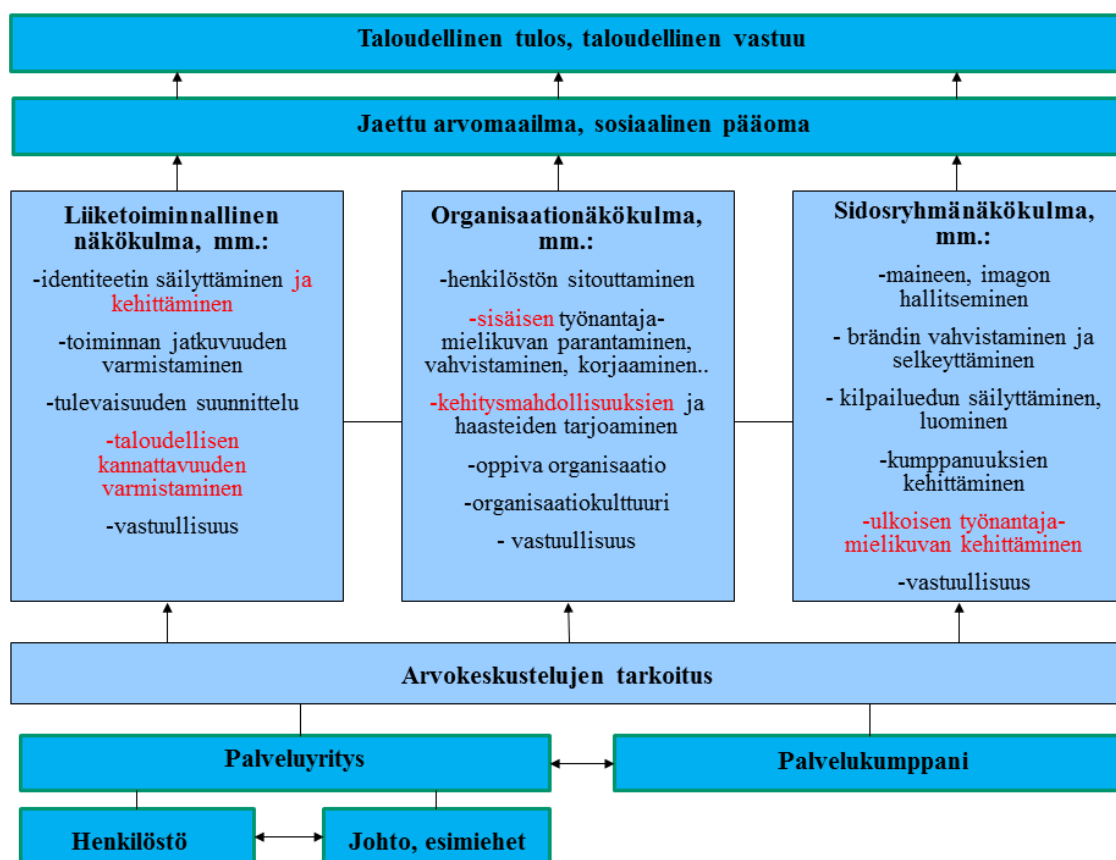 Taloudellinen tulos, taloudellinen vastuu
Jaettu arvomaailma, sosiaalinen pääoma
Liiketoiminnallinen
näkökulma, mm.:
-identiteetin säilyttäminen ja
kehittäminen
-toiminnan jatkuvuuden
varmistaminen
-tulevaisuuden suunnittelu
-taloudellisen
kannattavuuden
varmistaminen
-vastuullisuus
Organisaationäkökulma,
mm.:
-henkilöstön sitouttaminen
-sisäisen työnantaja-
mielikuvan parantaminen,
vahvistaminen, korjaaminen..
-kehitysmahdollisuuksien ja
haasteiden tarjoaminen
-oppiva organisaatio
-organisaatiokulttuuri
- vastuullisuus
Sidosryhmänäkökulma,
mm.:
-maineen, imagon
hallitseminen
- brändin vahvistaminen ja
selkeyttäminen
- kilpailuedun säilyttäminen,
luominen
-kumppanuuksien
kehittäminen
-ulkoisen työnantaja-
mielikuvan kehittäminen
-vastuullisuus
Arvokeskustelujen tarkoitus
Palveluyritys
Palvelukumppani
Henkilöstö
Johto, esimiehet